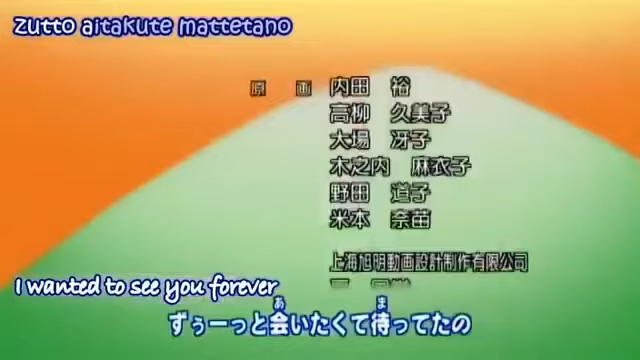 Zutto aitakute mattetano
原 画 内田 裕
高柳 久美子
大場 冴子
木之内 麻衣子
野田 道子
米本 奈苗
上海旭明動画設計制作有限公司
I wanted to see you forever
ずぅーっと会いたくて待ってたの